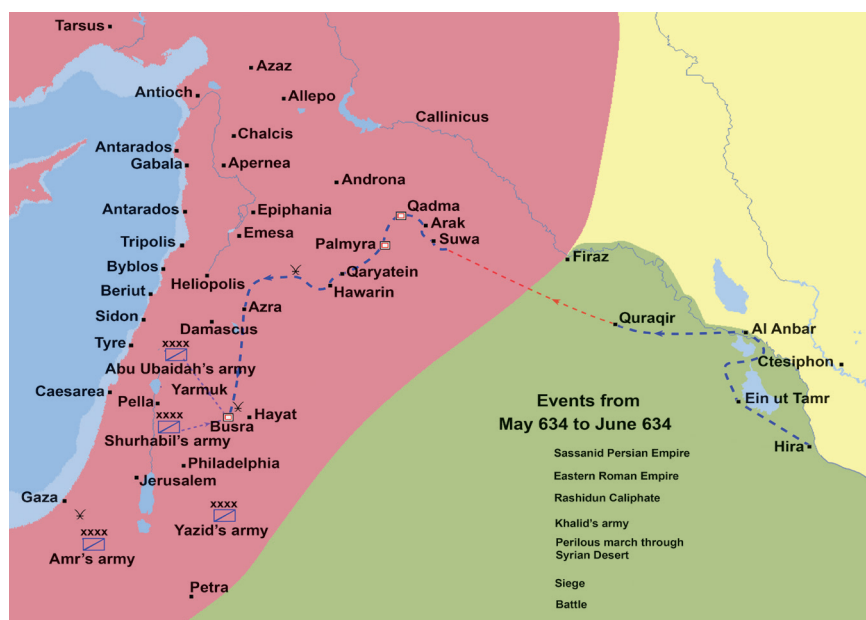 Tarsus
Azaz
Antioch
Allepo
Callinicus
Chalcis
Antarados
Gabala
Apernea
Androna
Antarados
Epiphania
Qadma
Arak
Emesa
Palmyra
Suwa
Tripolis
Firaz
Byblos
Heliopolis
Qaryatein
Beriut
Hawarin
Azra
Sidon
Damascus
Quraqir
Al Anbar
Tyre
xxxx
Abu Ubaidah's army
Ctesiphon
Caesarea
Yarmuk
Pella
Ein ut Tamr
xxxx
Hayat
Busra
Shurhabil's army
Events from
May 634 to June 634
Hira
Sassanid Persian Empire
Philadelphia
Jerusalem
Eastern Roman Empire
Gaza
Rashidun Caliphate
xxxx
Yazid's army
Khalid's army
xxxx
Amr's army
Perilous march through
Syrian Desert
Petra
Siege
Battle